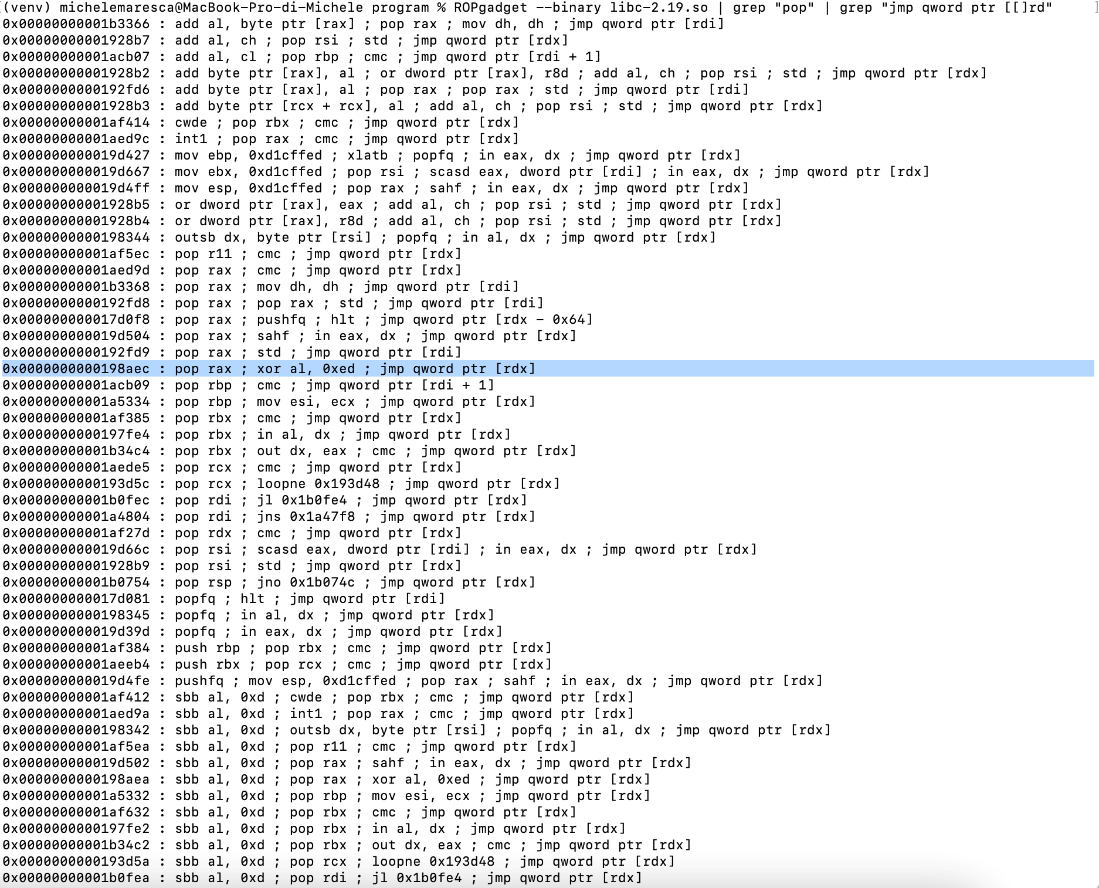 [(venv) michelemaresca@MacBook-Pro-di-Michele program % ROPgadget --binary libc-2.19.so | grep "pop" | grep "jmp qword ptr [[]rd" ]
0x00000000001b3366 : add al, byte ptr [rax] ; pop rax ; mov dh, dh ; jmp qword ptr [rdi]
0x00000000001928b7 : add al, ch ; pop rsi ; std ; jmp qword ptr [rdx]
0x00000000001acb07 : add al, cl ; pop rbp ; cmc ; jmp qword ptr [rdi + 1]
0x00000000001928b2 : add byte ptr [rax], al ; or dword ptr [rax], r8d ; add al, ch ; pop rsi ; std ; jmp qword ptr [rdx]
0x0000000000192fd6 : add byte ptr [rax], al ; pop rax ; pop rax ; std ; jmp qword ptr [rdi]
0x00000000001928b3 : add byte ptr [rcx + rcx], al ; add al, ch ; pop rsi ; std ; jmp qword ptr [rdx]
0x00000000001af414 : cwde ; pop rbx ; cmc ; jmp qword ptr [rdx]
0x00000000001aed9c : int1 ; pop rax ; cmc ; jmp qword ptr [rdx]
0x000000000019d427 : mov ebp, 0xd1cffed ; xlatb ; popfq ; in eax, dx ; jmp qword ptr [rdx]
0x000000000019d667 : mov ebx, 0xd1cffed ; pop rsi ; scasd eax, dword ptr [rdi] ; in eax, dx ; jmp qword ptr [rdx]
0x000000000019d4ff : mov esp, 0xd1cffed ; pop rax ; sahf ; in eax, dx ; jmp qword ptr [rdx]
0x00000000001928b5 : or dword ptr [rax], eax ; add al, ch ; pop rsi ; std ; jmp qword ptr [rdx]
0x00000000001928b4 : or dword ptr [rax], r8d ; add al, ch ; pop rsi ; std ; jmp qword ptr [rdx]
0x0000000000198344 : outsb dx, byte ptr [rsi] ; popfq ; in al, dx ; jmp qword ptr [rdx]
0x00000000001af5ec : pop r11 ; cmc ; jmp qword ptr [rdx]
0x00000000001aed9d : pop rax ; cmc ; jmp qword ptr [rdx]
0x00000000001b3368 : pop rax ; mov dh, dh ; jmp qword ptr [rdi]
0x0000000000192fd8 : pop rax ; pop rax ; std ; jmp qword ptr [rdi]
0x000000000017d0f8 : pop rax ; pushfq ; hlt ; jmp qword ptr [rdx - 0x64]
0x000000000019d504 : pop rax ; sahf ; in eax, dx ; jmp qword ptr [rdx]
0x0000000000192fd9 : pop rax ; std ; jmp qword ptr [rdi]
0x0000000000198aec : pop rax ; xor al, 0xed ; jmp qword ptr [rdx]
0x00000000001acb09 : pop rbp ; cmc ; jmp qword ptr [rdi + 1]
0x00000000001a5334 : pop rbp ; mov esi, ecx ; jmp qword ptr [rdx]
0x00000000001af385 : pop rbx ; cmc ; jmp qword ptr [rdx]
0x0000000000197fe4 : pop rbx ; in al, dx ; jmp qword ptr [rdx]
0x00000000001b34c4 : pop rbx ; out dx, eax ; cmc ; jmp qword ptr [rdx]
0x00000000001aede5 : pop rcx ; cmc ; jmp qword ptr [rdx]
0x0000000000193d5c : pop rcx ; loopne 0x193d48 ; jmp qword ptr [rdx]
0x00000000001b0fec : pop rdi ; jl 0x1b0fe4 ; jmp qword ptr [rdx]
0x00000000001a4804 : pop rdi ; jns 0x1a47f8 ; jmp qword ptr [rdx]
0x00000000001af27d : pop rdx ; cmc ; jmp qword ptr [rdx]
0x000000000019d66c : pop rsi ; scasd eax, dword ptr [rdi] ; in eax, dx ; jmp qword ptr [rdx]
0x00000000001928b9 : pop rsi ; std ; jmp qword ptr [rdx]
0x00000000001b0754 : pop rsp ; jno 0x1b074c ; jmp qword ptr [rdx]
0x000000000017d081 : popfq ; hlt ; jmp qword ptr [rdi]
0x0000000000198345 : popfq ; in al, dx ; jmp qword ptr [rdx]
0x000000000019d39d : popfq ; in eax, dx ; jmp qword ptr [rdx]
0x00000000001af384 : push rbp ; pop rbx ; cmc ; jmp qword ptr [rdx]
0x00000000001aeeb4 : push rbx ; pop rcx ; cmc ; jmp qword ptr [rdx]
0x000000000019d4fe : pushfq ; mov esp, 0xd1cffed ; pop rax ; sahf ; in eax, dx ; jmp qword ptr [rdx]
0x00000000001af412 : sbb al, 0xd ; cwde ; pop rbx ; cmc ; jmp qword ptr [rdx]
0x00000000001aed9a : sbb al, 0xd ; int1 ; pop rax ; cmc ; jmp qword ptr [rdx]
0x0000000000198342 : sbb al, 0xd ; outsb dx, byte ptr [rsi] ; popfq ; in al, dx ; jmp qword ptr [rdx]
0x00000000001af5ea : sbb al, 0xd ; pop r11 ; cmc ; jmp qword ptr [rdx]
0x000000000019d502 : sbb al, 0xd ; pop rax ; sahf ; in eax, dx ; jmp qword ptr [rdx]
0x0000000000198aea : sbb al, 0xd ; pop rax ; xor al, 0xed ; jmp qword ptr [rdx]
0x00000000001a5332 : sbb al, 0xd ; pop rbp ; mov esi, ecx ; jmp qword ptr [rdx]
0x00000000001af632 : sbb al, 0xd ; pop rbx ; cmc ; jmp qword ptr [rdx]
0x0000000000197fe2 : sbb al, 0xd ; pop rbx ; in al, dx ; jmp qword ptr [rdx]
0x00000000001b34c2 : sbb al, 0xd ; pop rbx ; out dx, eax ; cmc ; jmp qword ptr [rdx]
0x0000000000193d5a : sbb al, 0xd ; pop rcx ; loopne 0x193d48 ; jmp qword ptr [rdx]
0x00000000001b0fea : sbb al, 0xd ; pop rdi ; jl 0x1b0fe4 ; jmp qword ptr [rdx]